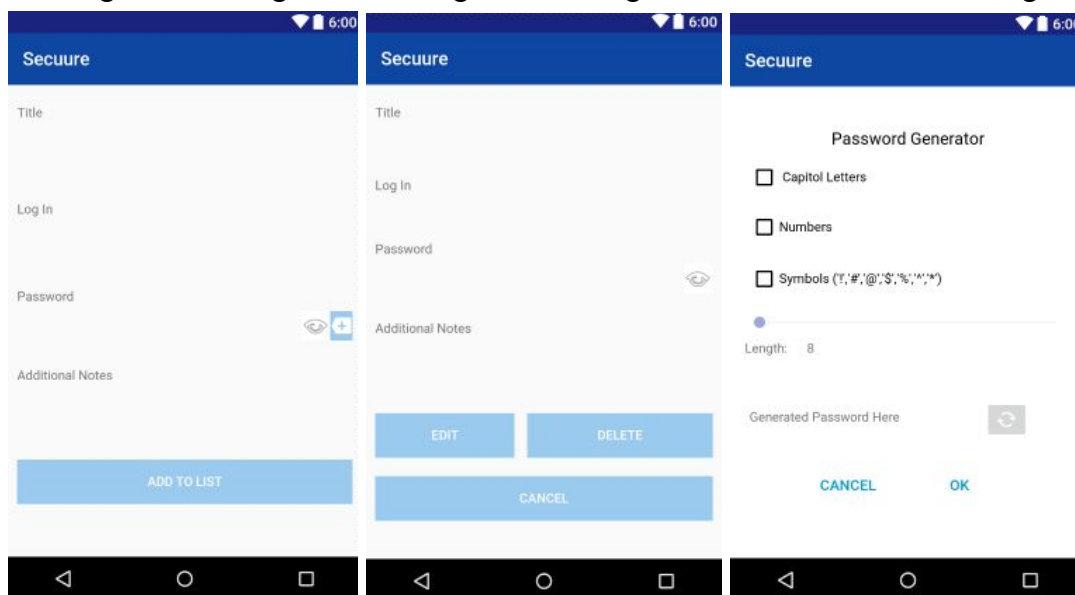 6:00
Secuure
Title
Log In
Password
Additional Notes
ADD TO LIST
6:00
Secuure
Title
Log In
Password
Additional Notes
EDIT DELETE
CANCEL
6:00
Secuure
Password Generator
Capitol Letters
Numbers
Symbols ('!','#','@','$','%','^','*')
Length: 8
Generated Password Here
CANCEL OK